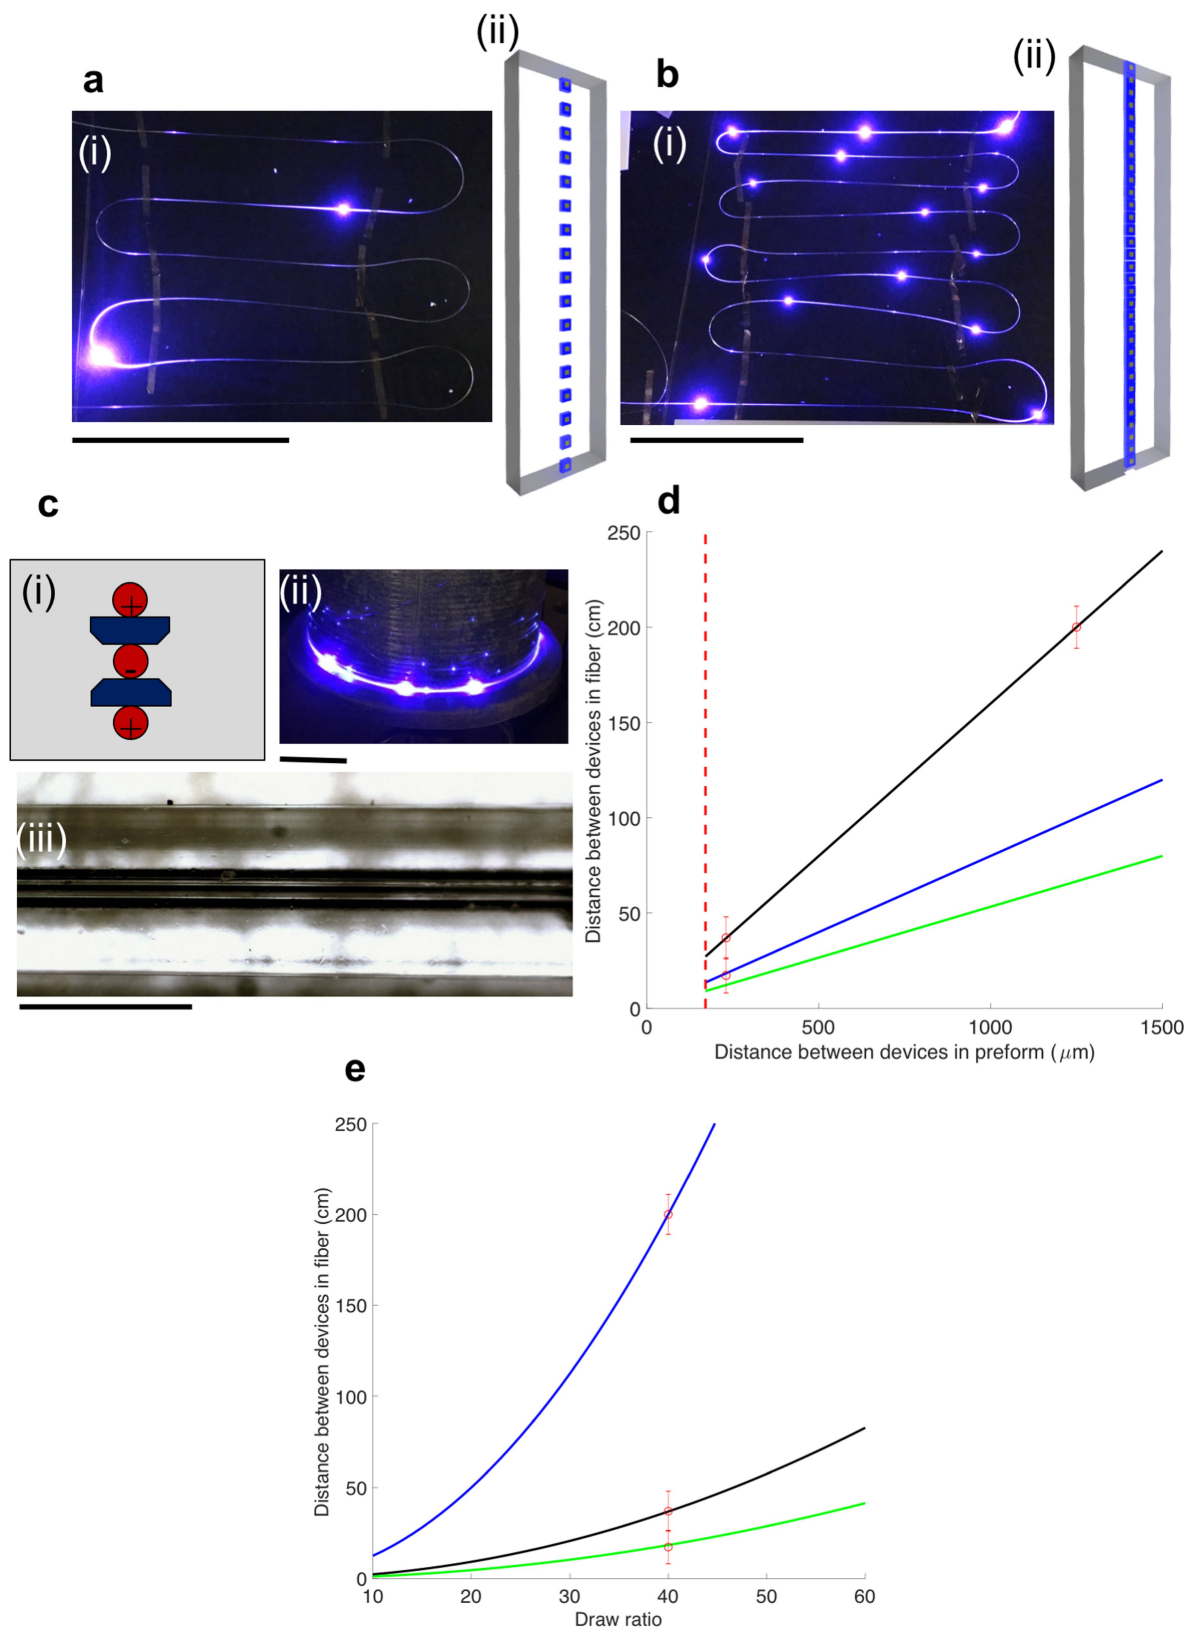 a
(i)
(ii)
b
(i)
(ii)
c
(i)
+
-
+
(ii)
(iii)
d
250
200
150
100
50
0
0 500 1000 1500
Distance between devices in fiber (cm)
Distance between devices in preform (μm)
e
250
200
150
100
50
0
10 20 30 40 50 60
Distance between devices in fiber (cm)
Draw ratio